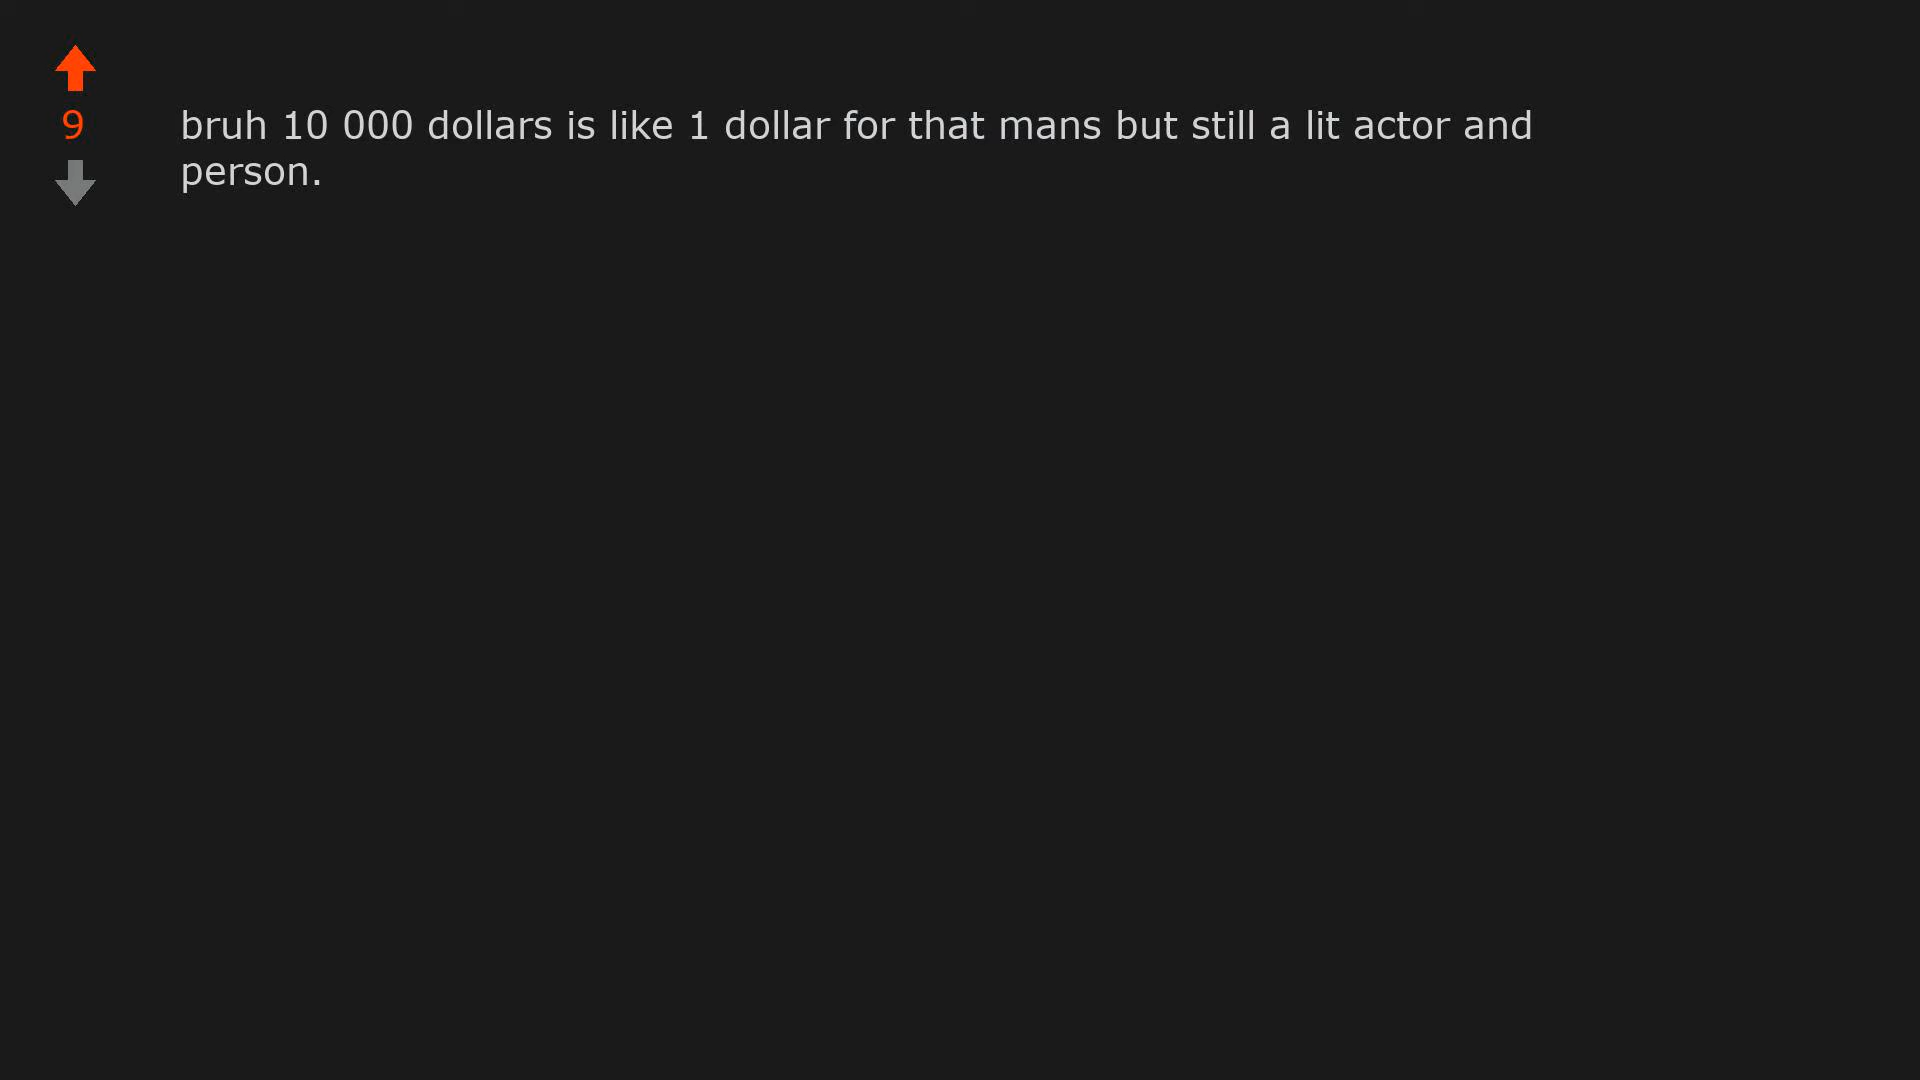 9
bruh 10 000 dollars is like 1 dollar for that mans but still a lit actor and
person.